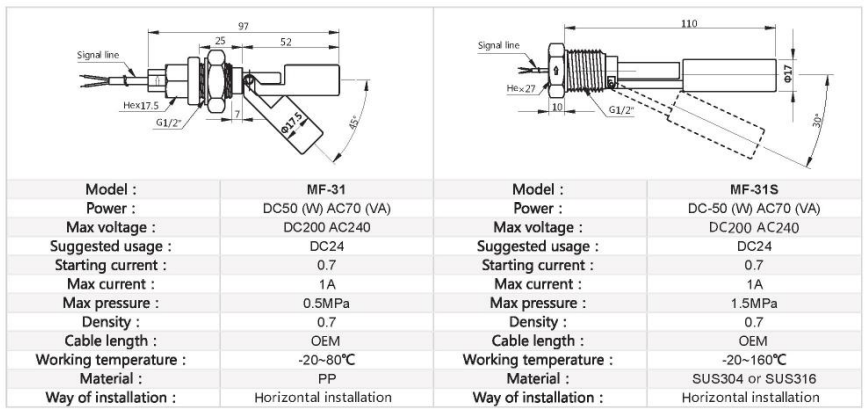 97
25
52
Signal line
Hex17.5
G1/2"
7
Φ17.5
45°
110
Signal line
Hex27
10
G1/2"
Φ17
30°
Model : MF-31
Power : DC50 (W) AC70 (VA)
Max voltage : DC200 AC240
Suggested usage : DC24
Starting current : 0.7
Max current : 1A
Max pressure : 0.5MPa
Density : 0.7
Cable length : OEM
Working temperature : -20~80℃
Material : PP
Way of installation : Horizontal installation
Model : MF-31S
Power : DC-50 (W) AC70 (VA)
Max voltage : DC200 AC240
Suggested usage : DC24
Starting current : 0.7
Max current : 1A
Max pressure : 1.5MPa
Density : 0.7
Cable length : OEM
Working temperature : -20~160℃
Material : SUS304 or SUS316
Way of installation : Horizontal installation